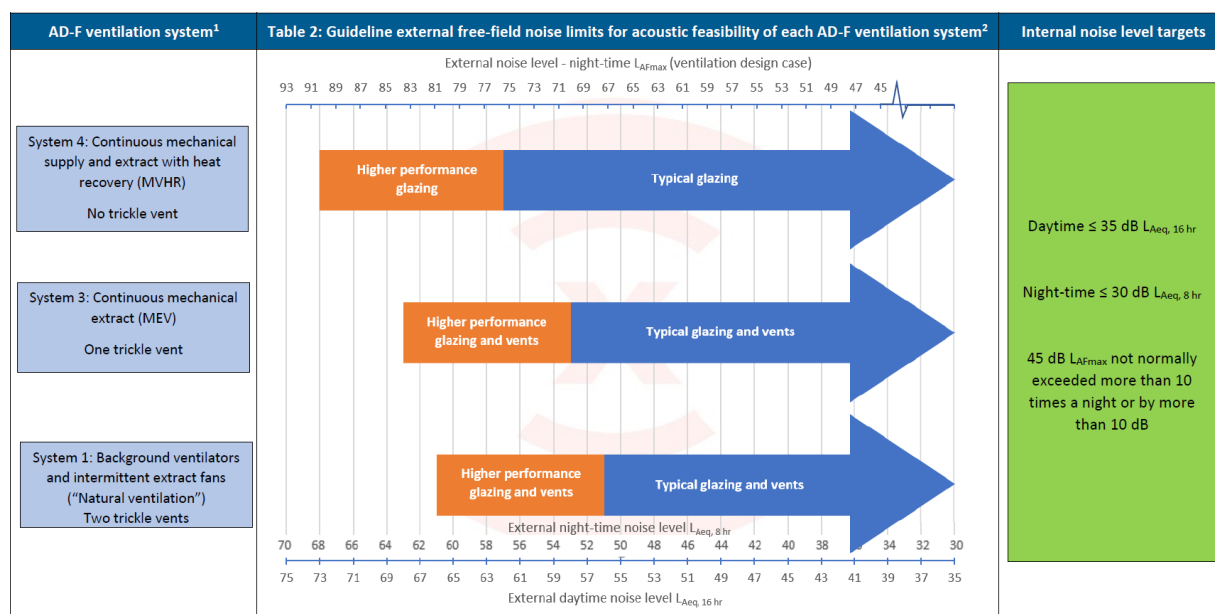 AD-F ventilation system1
Table 2: Guideline external free-field noise limits for acoustic feasibility of each AD-F ventilation system2
Internal noise level targets
External noise level - night-time LAFmax (ventilation design case)
93 91 89 87 85 83 81 79 77 75 73 71 69 67 65 63 61 59 57 55 53 51 49 47 45
System 4: Continuous mechanical
supply and extract with heat
recovery (MVHR)
No trickle vent
Higher performance
glazing
Typical glazing
System 3: Continuous mechanical
extract (MEV)
One trickle vent
Higher performance
glazing and vents
Typical glazing and vents
System 1: Background ventilators
and intermittent extract fans
(“Natural ventilation”)
Two trickle vents
Higher performance
glazing and vents
Typical glazing and vents
External night-time noise level LAeq, 8 hr
70 68 66 64 62 60 58 56 54 52 50 48 46 44 42 40 38 36 34 32 30
75 73 71 69 67 65 63 61 59 57 55 53 51 49 47 45 43 41 39 37 35
External daytime noise level LAeq, 16 hr
Daytime ≤ 35 dB LAeq, 16 hr
Night-time ≤ 30 dB LAeq, 8 hr
45 dB LAFmax not normally
exceeded more than 10
times a night or by more
than 10 dB